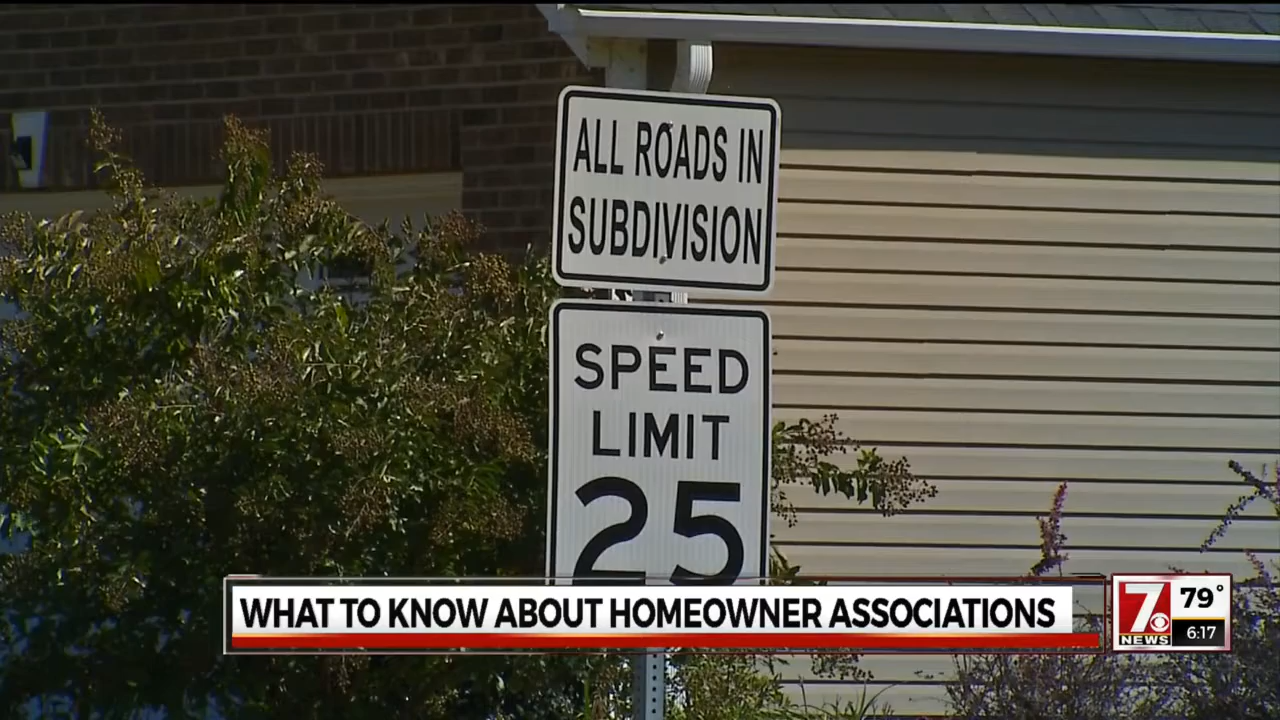 ALL ROADS IN
SUBDIVISION
SPEED
LIMIT
25
WHAT TO KNOW ABOUT HOMEOWNER ASSOCIATIONS
7
NEWS
79°
6:17